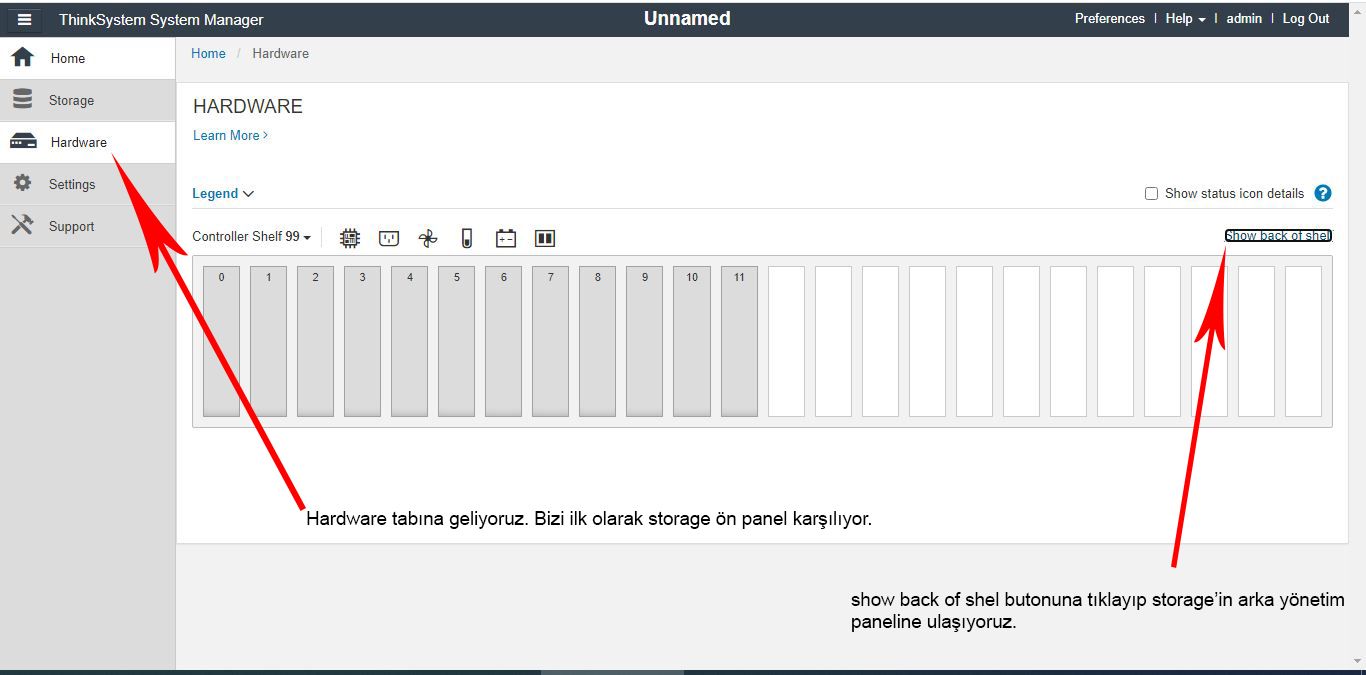 ThinkSystem System Manager
Unnamed
Preferences | Help | admin | Log Out
Home
Storage
Hardware
Settings
Support
Home / Hardware
HARDWARE
Learn More >
Legend
Show status icon details ?
Controller Shelf 99
Show back of shelf
0 1 2 3 4 5 6 7 8 9 10 11
Hardware tabına geliyoruz. Bizi ilk olarak storage ön panel karşılıyor.
show back of shel butonuna tıklayıp storage’in arka yönetim
paneline ulaşıyoruz.